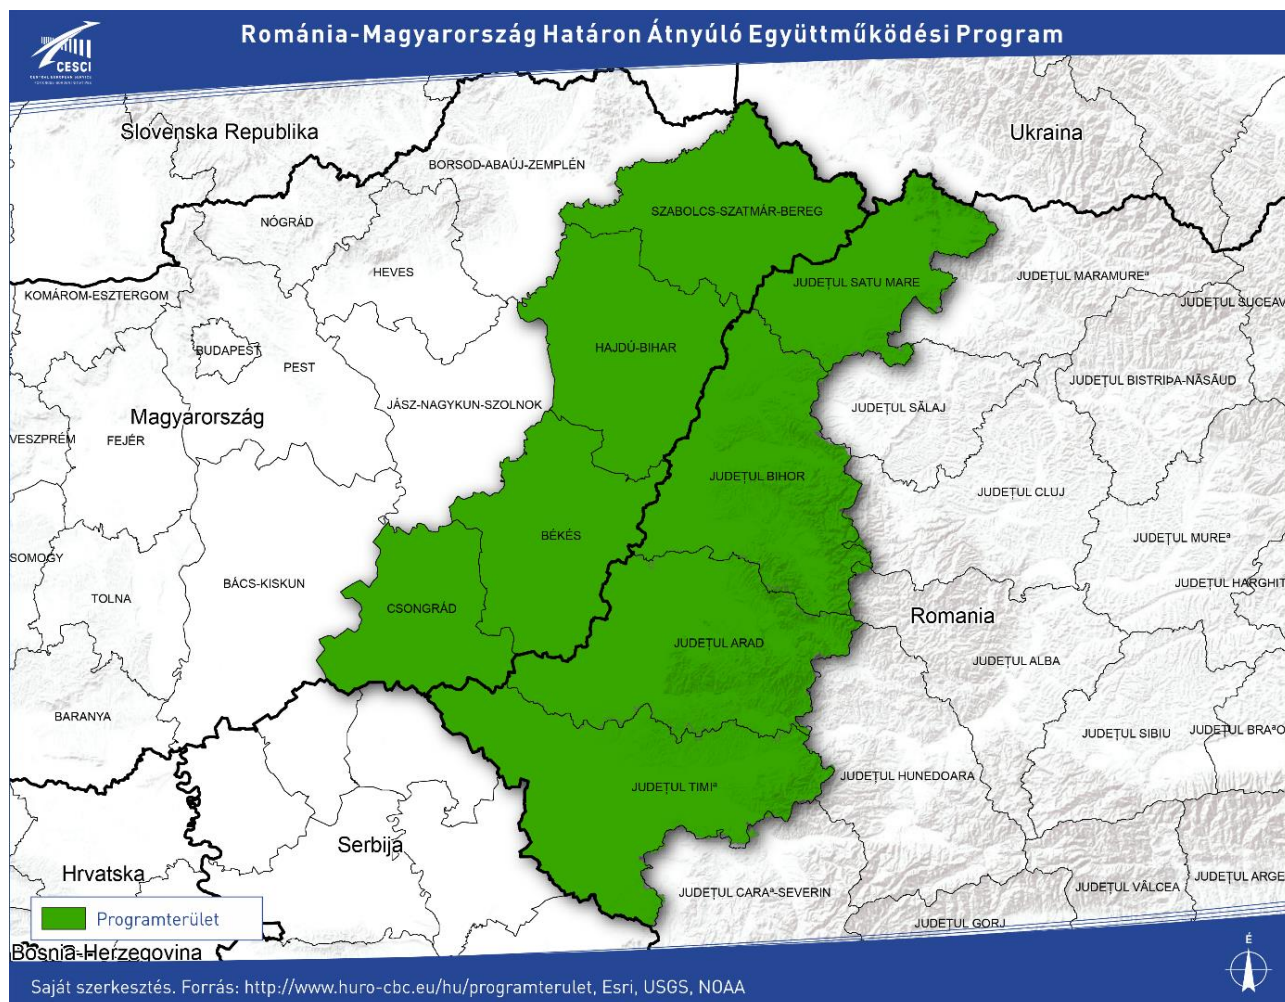 Románia-Magyarország Határon Átnyúló Együttműködési Program
CESCI
CENTRAL EUROPEAN SERVICE
Slovenska Republika
Ukraina
BORSOD-ABAÚJ-ZEMPLÉN
SZABOLCS-SZATMÁR-BEREG
NÓGRÁD
HEVES
JUDEȚUL SATU MARE
JUDEȚUL MARAMUREª
KOMÁROM-ESZTERGOM
JUDEȚUL SUCEAV
BUDAPEST
PEST
HAJDÚ-BIHAR
JUDEȚUL BISTRIÞA-NĂSĂUD
JÁSZ-NAGYKUN-SZOLNOK
JUDEȚUL SĂLAJ
Magyarország
VESZPRÉM
FEJÉR
JUDEȚUL BIHOR
JUDEȚUL CLUJ
BÉKÉS
JUDEȚUL MUREª
SOMOGY
BÁCS-KISKUN
JUDEȚUL HARGHIT
TOLNA
CSONGRÁD
Romania
JUDEȚUL ARAD
JUDEȚUL ALBA
BARANYA
JUDEȚUL SIBIU
JUDEȚUL BRAªO
JUDEȚUL TIMIª
JUDEȚUL HUNEDOARA
Serbija
Hrvatska
JUDEȚUL CARAª-SEVERIN
JUDEȚUL VÂLCEA
JUDEȚUL ARGE
Programterület
JUDEȚUL GORJ
Bosnia-Herzegovina
É
Saját szerkesztés. Forrás: http://www.huro-cbc.eu/hu/programterulet, Esri, USGS, NOAA